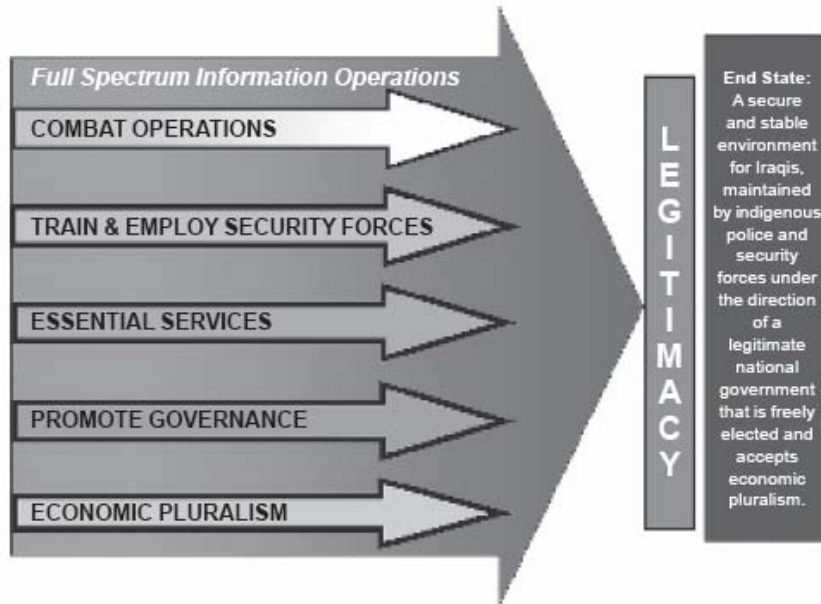 Full Spectrum Information Operations
COMBAT OPERATIONS
TRAIN & EMPLOY SECURITY FORCES
ESSENTIAL SERVICES
PROMOTE GOVERNANCE
ECONOMIC PLURALISM
LEGITIMACY
End State:
A secure
and stable
environment
for Iraqis,
maintained
by indigenous
police and
security
forces under
the direction
of a
legitimate
national
government
that is freely
elected and
accepts
economic
pluralism.